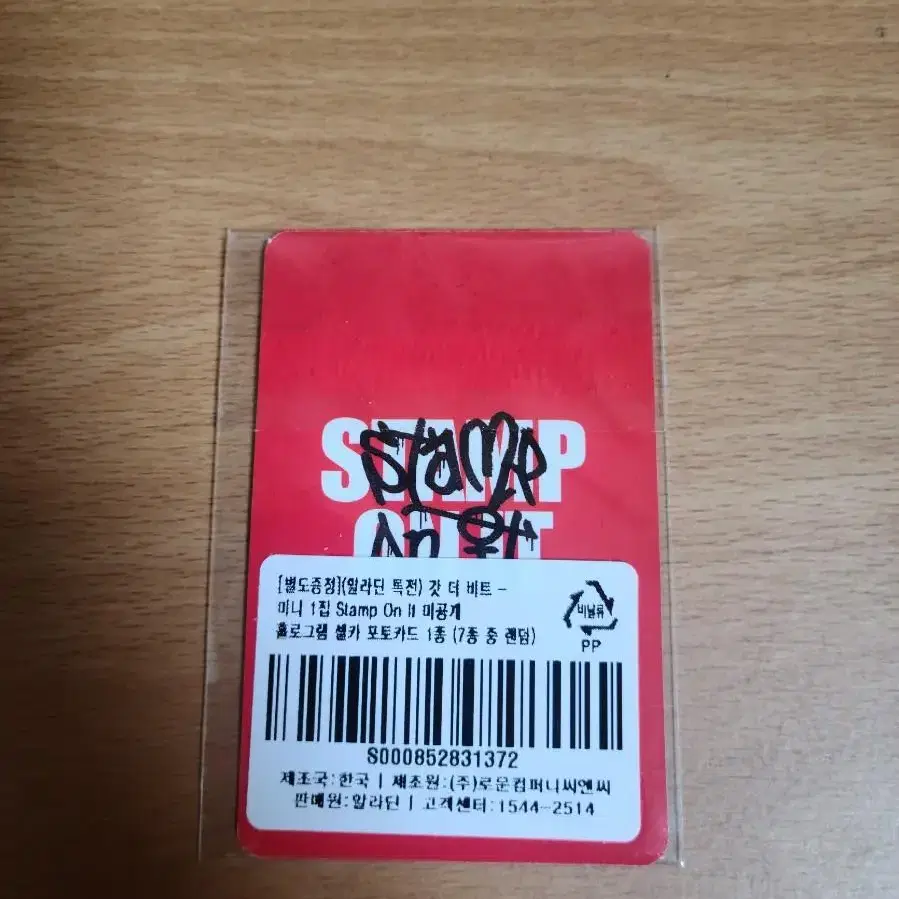 STAMP
stamp
ON IT
on it
[별도증정](알라딘 특전) 갓 더 비트 -
미니 1집 Stamp On It 미공개
홀로그램 셀카 포토카드 1종 (7종 중 랜덤)
비닐류
PP
S000852831372
제조국:한국 | 제조원:(주)로운컴퍼니씨앤씨
판매원:알라딘 | 고객센터:1544-2514